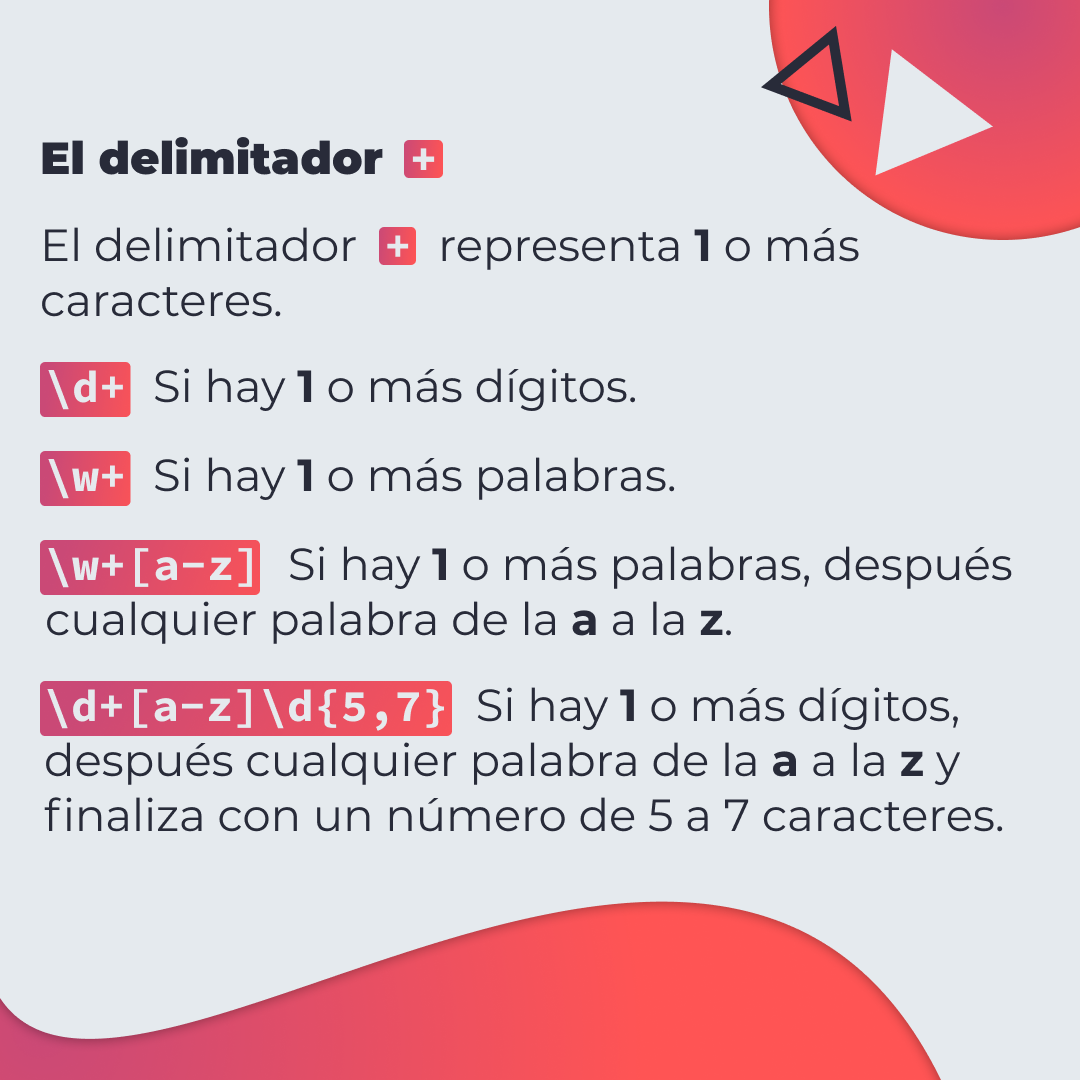 El delimitador +
El delimitador + representa 1 o más
caracteres.
\d+ Si hay 1 o más dígitos.
\w+ Si hay 1 o más palabras.
\w+[a-z] Si hay 1 o más palabras, después
cualquier palabra de la a a la z.
\d+[a-z]\d{5,7} Si hay 1 o más dígitos,
después cualquier palabra de la a a la z y
finaliza con un número de 5 a 7 caracteres.